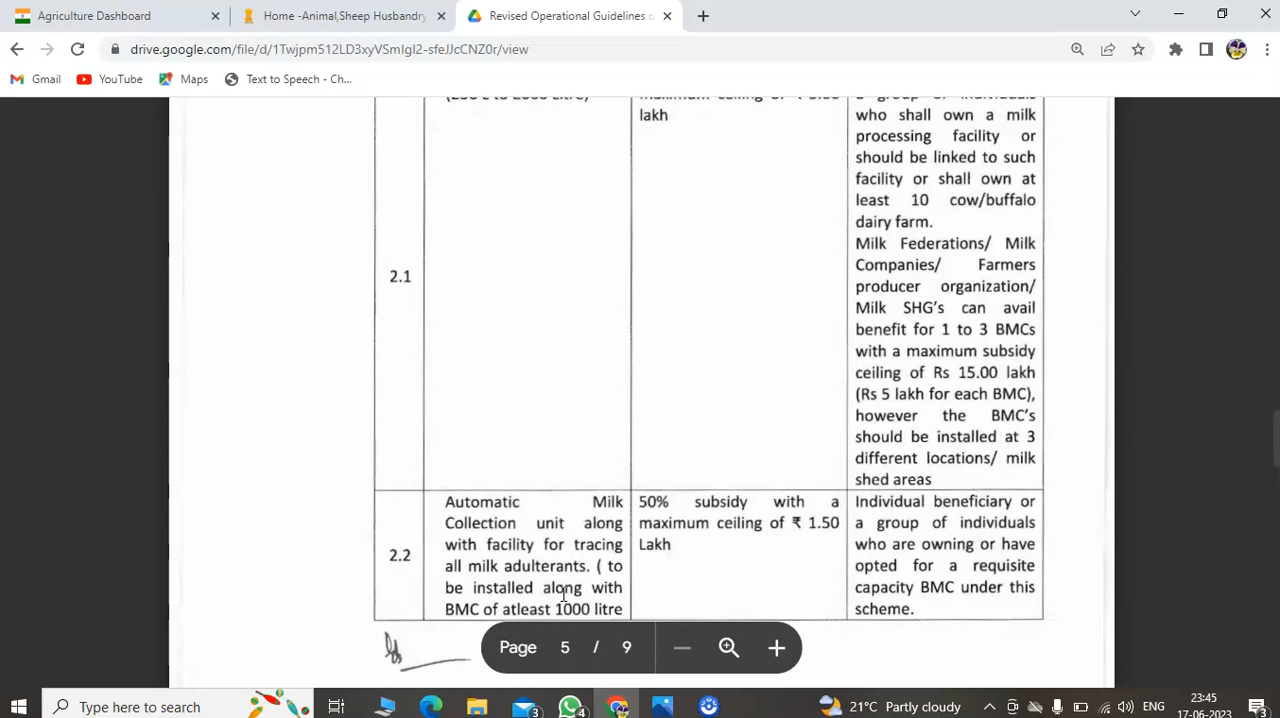 Agriculture Dashboard
Home -Animal,Sheep Husbandry
Revised Operational Guidelines o
drive.google.com/file/d/1Twjpm512LD3xyVSmIgI2-sfeJJcCNZ0r/view
Gmail
YouTube
Maps
Text to Speech - Ch...
lakh
who shall own a milk
processing facility or
should be linked to such
facility or shall own at
least 10 cow/buffalo
dairy farm.
Milk Federations/ Milk
Companies/ Farmers
producer organization/
Milk SHG's can avail
benefit for 1 to 3 BMCs
with a maximum subsidy
ceiling of Rs 15.00 lakh
(Rs 5 lakh for each BMC),
however the BMC's
should be installed at 3
different locations/ milk
shed areas
2.1
2.2
Automatic Milk
Collection unit along
with facility for tracing
all milk adulterants. ( to
be installed along with
BMC of atleast 1000 litre
50% subsidy with a
maximum ceiling of ₹ 1.50
Lakh
Individual beneficiary or
a group of individuals
who are owning or have
opted for a requisite
capacity BMC under this
scheme.
Page 5 / 9
Type here to search
3
4
21°C Partly cloudy
ENG
23:45
17-06-2023
3